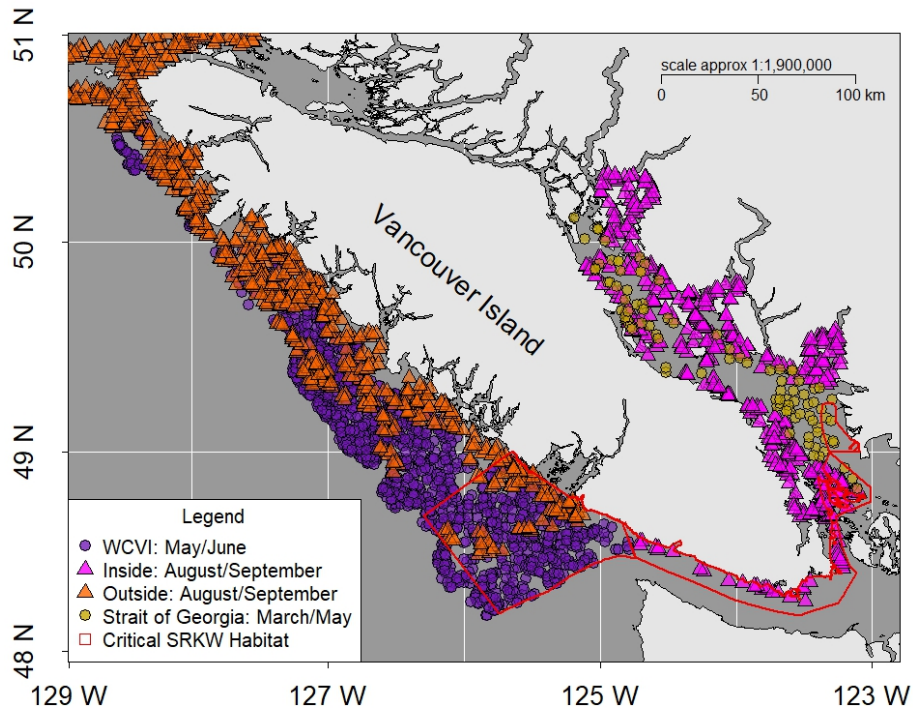 51 N
50 N
49 N
48 N
scale approx 1:1,900,000
0 50 100 km
Vancouver Island
Legend
WCVI: May/June
Inside: August/September
Outside: August/September
Strait of Georgia: March/May
Critical SRKW Habitat
129 W 127 W 125 W 123 W